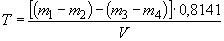 T = [(m₁ − m₂) − (m₃ − m₄)] · 0,8141 / V